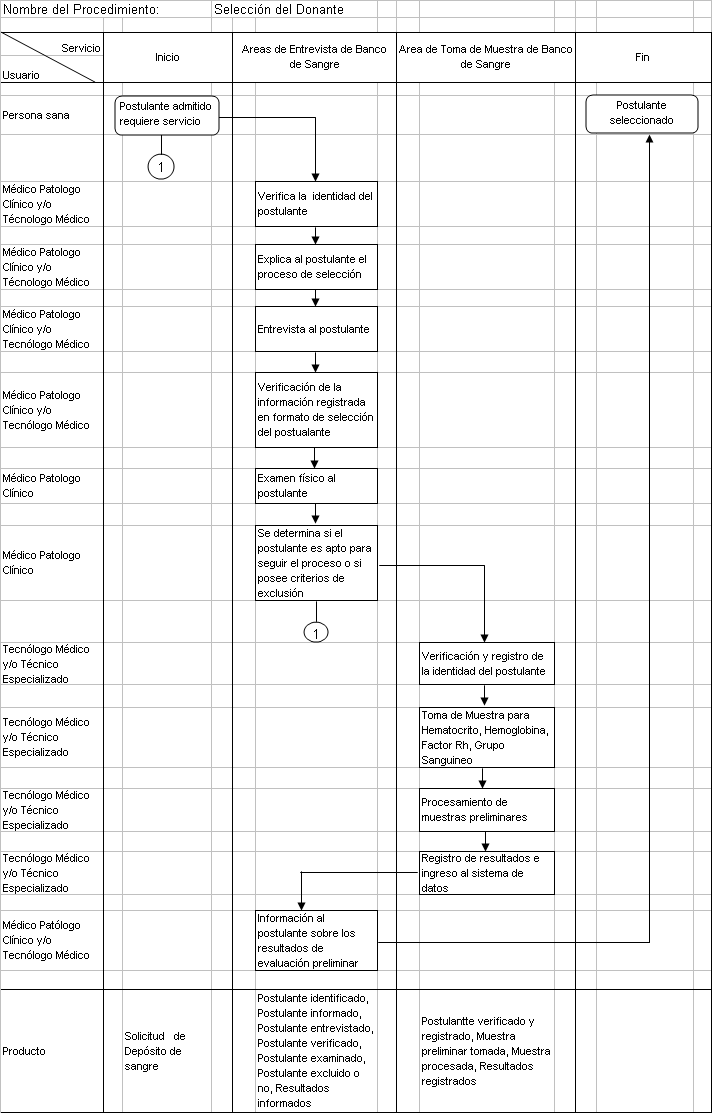 Nombre del Procedimiento: Selección del Donante
Servicio
Usuario
Inicio
Areas de Entrevista de Banco
de Sangre
Area de Toma de Muestra de Banco
de Sangre
Fin
Persona sana
Postulante admitido
requiere servicio
Postulante
seleccionado
1
Médico Patologo
Clínico y/o
Técnologo Médico
Verifica la identidad del
postulante
Médico Patologo
Clínico y/o
Técnologo Médico
Explica al postulante el
proceso de selección
Médico Patologo
Clínico y/o
Tecnólogo Médico
Entrevista al postulante
Médico Patologo
Clínico y/o
Tecnólogo Médico
Verificación de la
información registrada
en formato de selección
del postualante
Médico Patologo
Clínico
Examen físico al
postulante
Médico Patologo
Clínico
Se determina si el
postulante es apto para
seguir el proceso o si
posee criterios de
exclusión
1
Tecnólogo Médico
y/o Técnico
Especializado
Verificación y registro de
la identidad del postulante
Tecnólogo Médico
y/o Técnico
Especializado
Toma de Muestra para
Hematocrito, Hemoglobina,
Factor Rh, Grupo
Sanguineo
Tecnólogo Médico
y/o Técnico
Especializado
Procesamiento de
muestras preliminares
Tecnólogo Médico
y/o Técnico
Especializado
Registro de resultados e
ingreso al sistema de
datos
Médico Patólogo
Clínico y/o
Tecnólogo Médico
Información al
postulante sobre los
resultados de
evaluación preliminar
Producto
Solicitud de
Depósito de
sangre
Postulante identificado,
Postulante informado,
Postulante entrevistado,
Postulante verificado,
Postulante examinado,
Postulante excluido o
no, Resultados
informados
Postulantte verificado y
registrado, Muestra
preliminar tomada, Muestra
procesada, Resultados
registrados